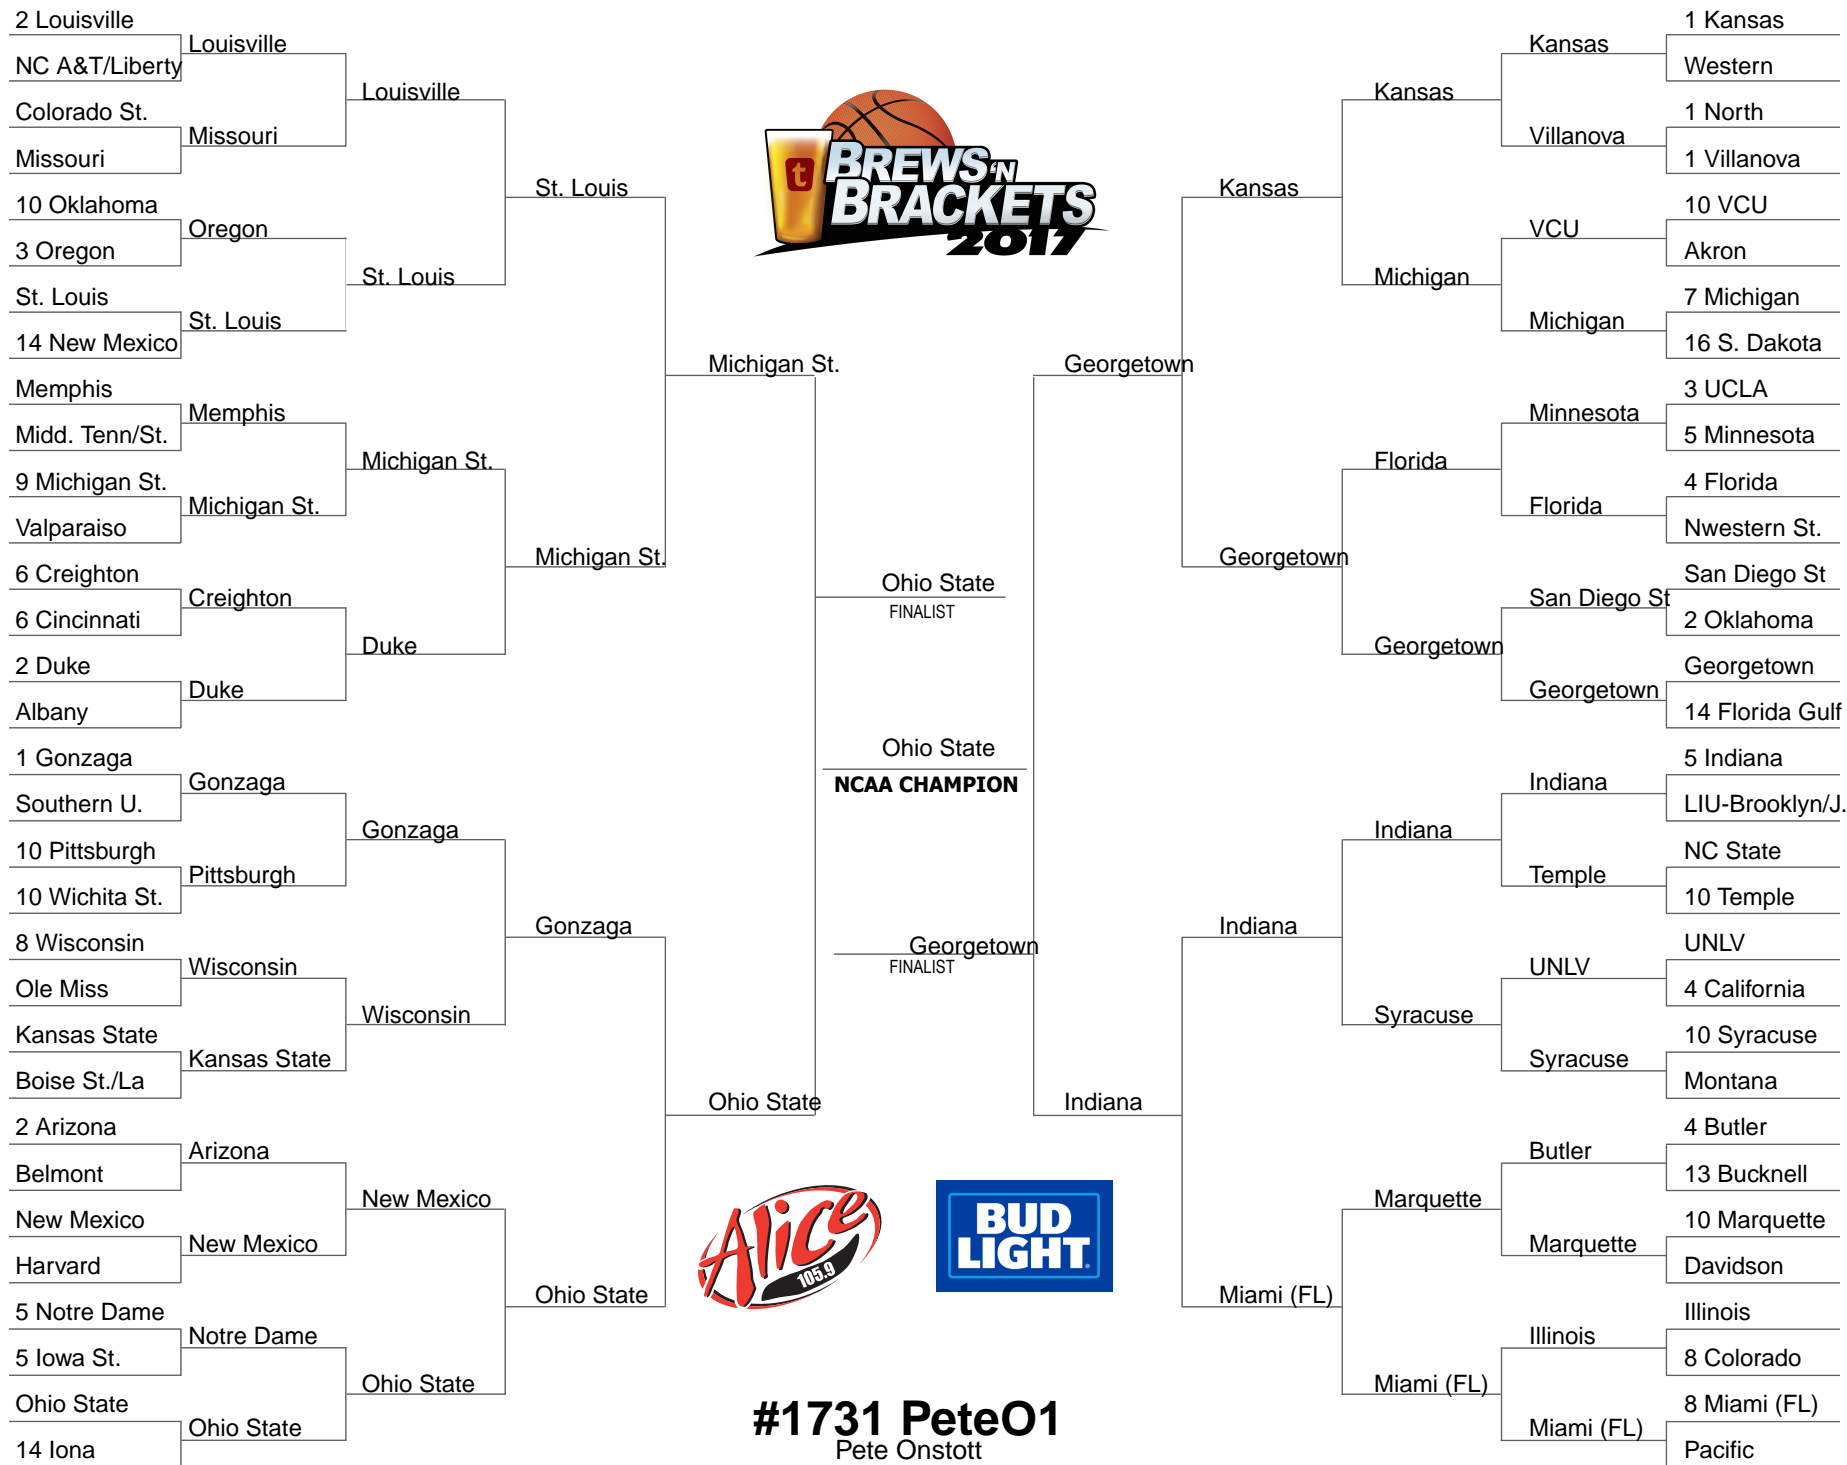 2 Louisville
NC A&T/Liberty
Colorado St.
Missouri
10 Oklahoma
3 Oregon
St. Louis
14 New Mexico
Memphis
Midd. Tenn/St.
9 Michigan St.
Valparaiso
6 Creighton
6 Cincinnati
2 Duke
Albany
1 Gonzaga
Southern U.
10 Pittsburgh
10 Wichita St.
8 Wisconsin
Ole Miss
Kansas State
Boise St./La
2 Arizona
Belmont
New Mexico
Harvard
5 Notre Dame
5 Iowa St.
Ohio State
14 Iona
Louisville
Missouri
Oregon
St. Louis
Memphis
Michigan St.
Creighton
Duke
Gonzaga
Pittsburgh
Wisconsin
Kansas State
Arizona
New Mexico
Notre Dame
Ohio State
Louisville
St. Louis
Michigan St.
Duke
Gonzaga
Wisconsin
New Mexico
Ohio State
St. Louis
Michigan St.
Gonzaga
Ohio State
Michigan St.
Ohio State
t
BREWS 'N
BRACKETS
2017
Ohio State
FINALIST
Ohio State
NCAA CHAMPION
Georgetown
FINALIST
Alice
105.9
BUD
LIGHT
#1731 PeteO1
Pete Onstott
Georgetown
Indiana
Kansas
Georgetown
Indiana
Miami (FL)
Kansas
Michigan
Florida
Georgetown
Indiana
Syracuse
Marquette
Miami (FL)
Kansas
Villanova
VCU
Michigan
Minnesota
Florida
San Diego St
Georgetown
Indiana
Temple
UNLV
Syracuse
Butler
Marquette
Illinois
Miami (FL)
1 Kansas
Western
1 North
1 Villanova
10 VCU
Akron
7 Michigan
16 S. Dakota
3 UCLA
5 Minnesota
4 Florida
Nwestern St.
San Diego St
2 Oklahoma
Georgetown
14 Florida Gulf
5 Indiana
LIU-Brooklyn/J.
NC State
10 Temple
UNLV
4 California
10 Syracuse
Montana
4 Butler
13 Bucknell
10 Marquette
Davidson
Illinois
8 Colorado
8 Miami (FL)
Pacific